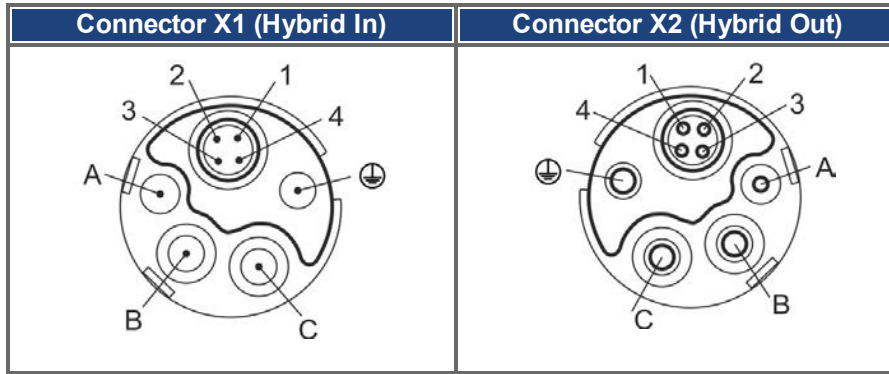 Connector X1 (Hybrid In)
Connector X2 (Hybrid Out)
2 1
3 4
A
B
C
1 2
4 3
A
B
C